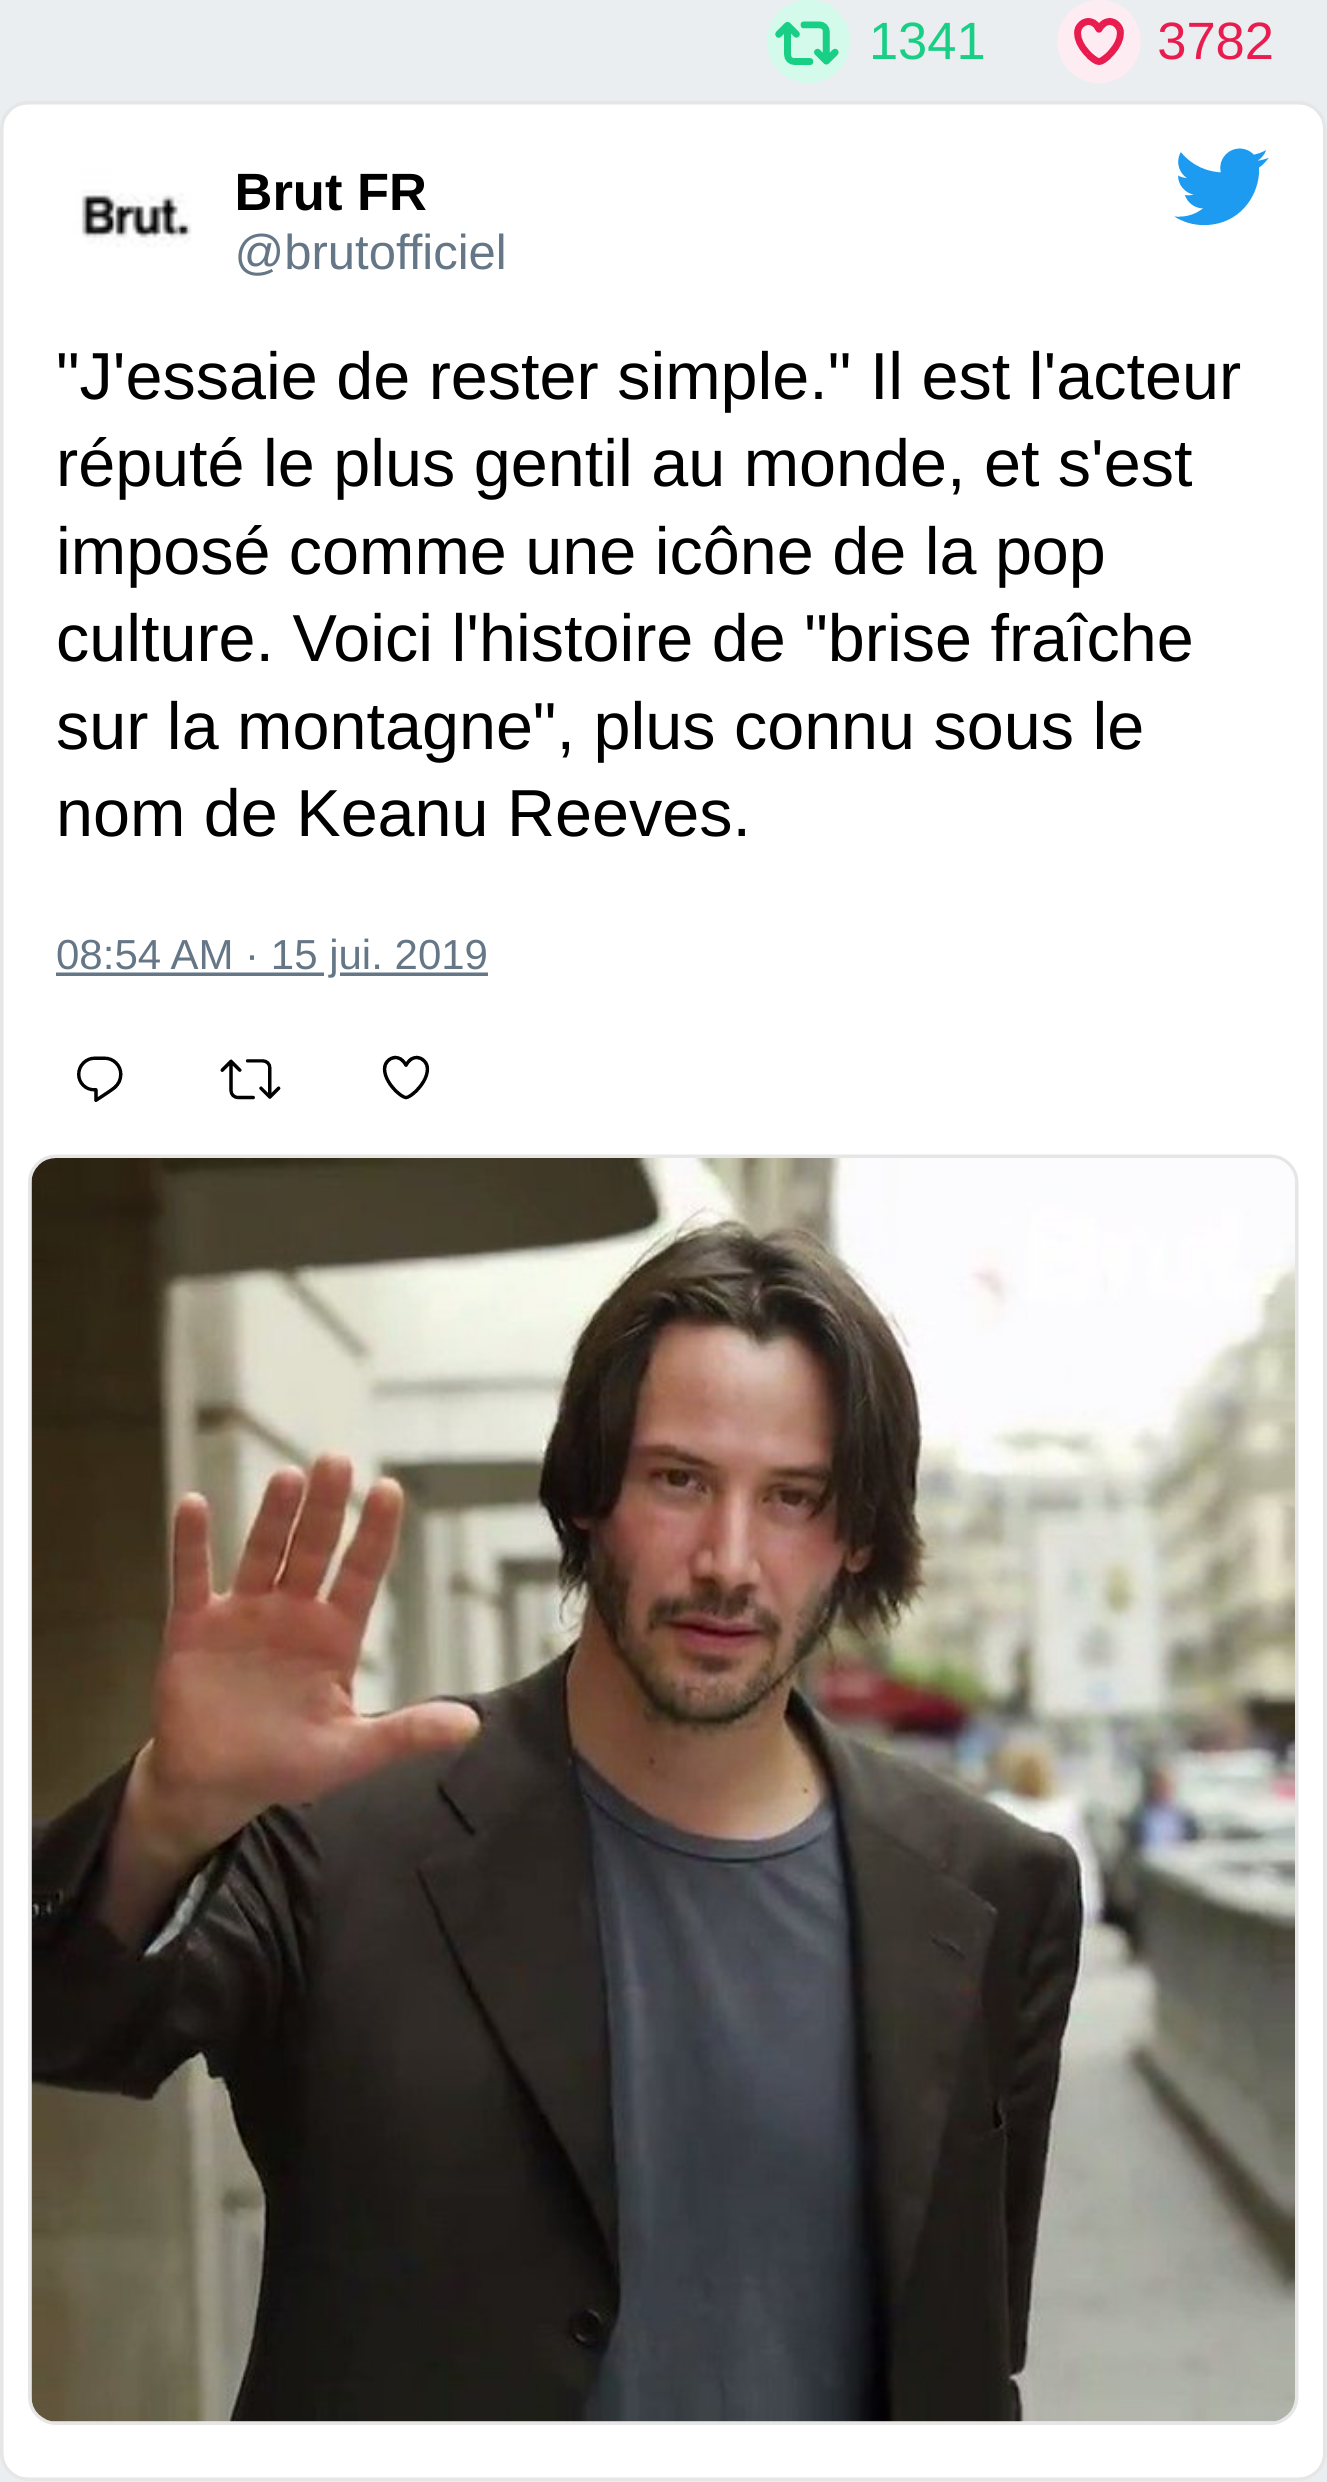 1341 3782
Brut.
Brut FR
@brutofficiel
"J'essaie de rester simple." Il est l'acteur
réputé le plus gentil au monde, et s'est
imposé comme une icône de la pop
culture. Voici l'histoire de "brise fraîche
sur la montagne", plus connu sous le
nom de Keanu Reeves.
08:54 AM · 15 jui. 2019